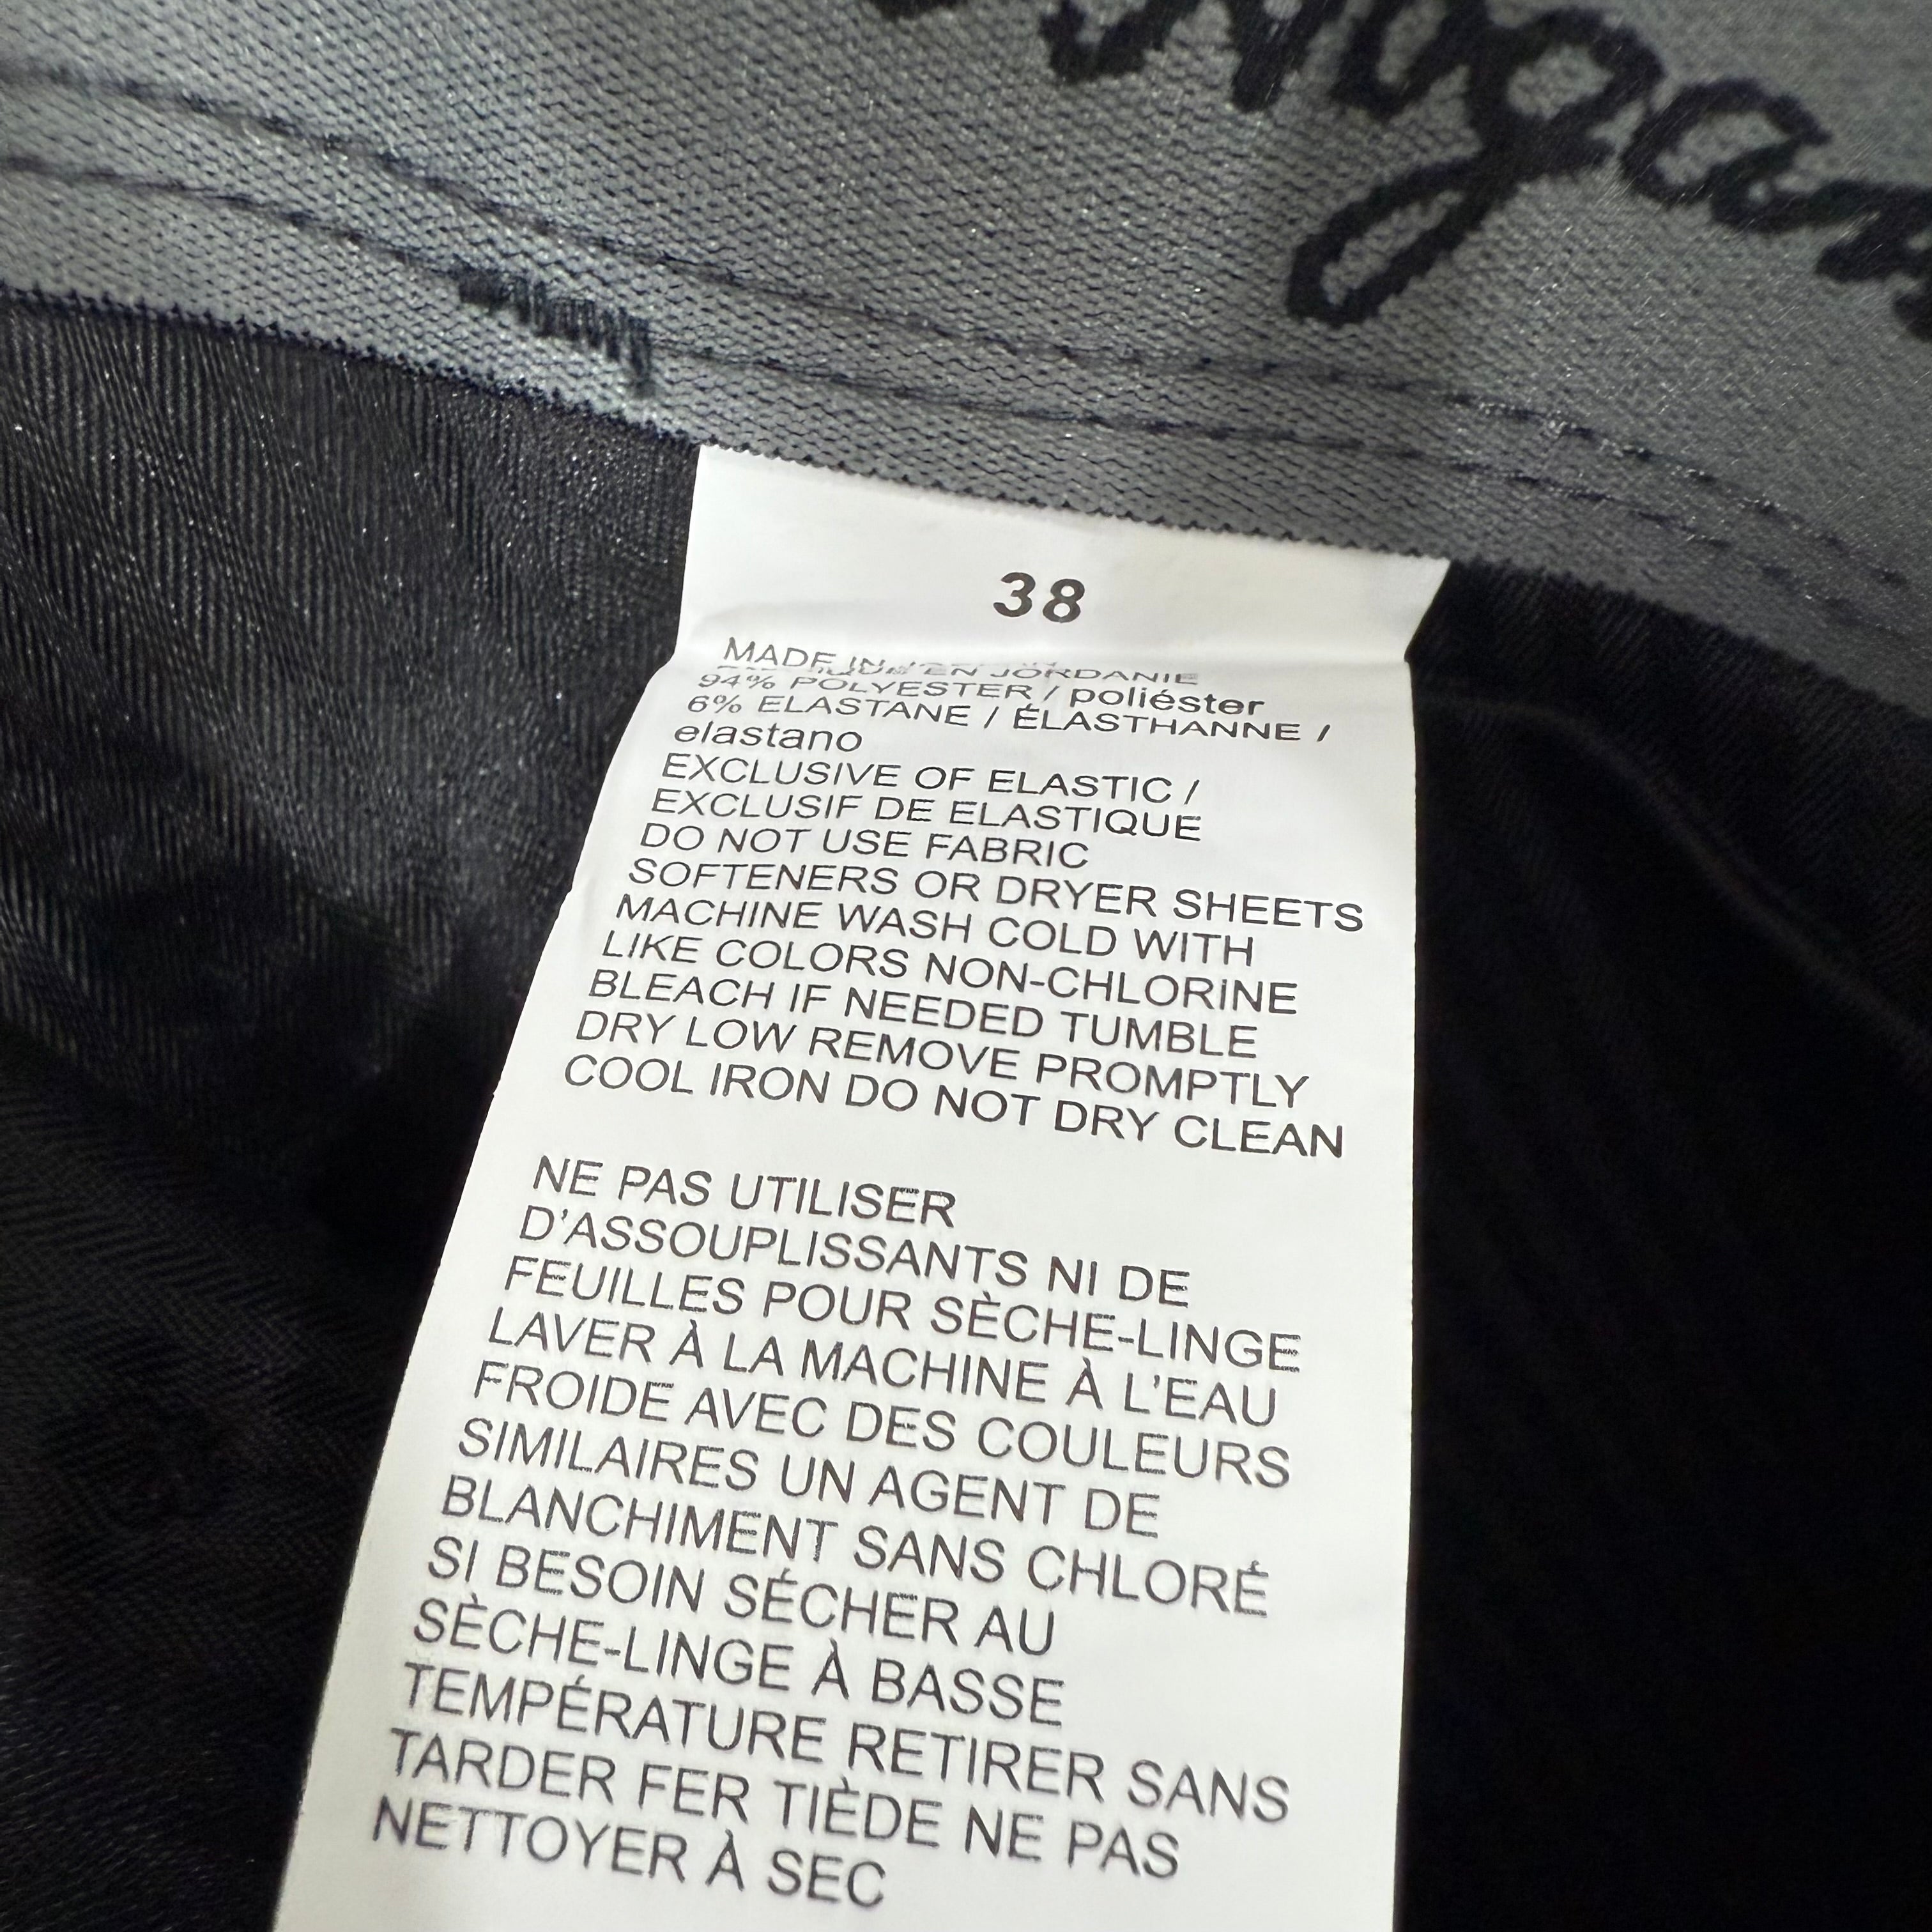 38
MADE IN
EN JORDANIE
94% POLYESTER / poliéster
6% ELASTANE / ÉLASTHANNE /
elastano
EXCLUSIVE OF ELASTIC /
EXCLUSIF DE ELASTIQUE
DO NOT USE FABRIC
SOFTENERS OR DRYER SHEETS
MACHINE WASH COLD WITH
LIKE COLORS NON-CHLORINE
BLEACH IF NEEDED TUMBLE
DRY LOW REMOVE PROMPTLY
COOL IRON DO NOT DRY CLEAN
NE PAS UTILISER
D'ASSOUPLISSANTS NI DE
FEUILLES POUR SÈCHE-LINGE
LAVER À LA MACHINE À L'EAU
FROIDE AVEC DES COULEURS
SIMILAIRES UN AGENT DE
BLANCHIMENT SANS CHLORÉ
SI BESOIN SÉCHER AU
SÈCHE-LINGE À BASSE
TEMPÉRATURE RETIRER SANS
TARDER FER TIÈDE NE PAS
NETTOYER À SEC